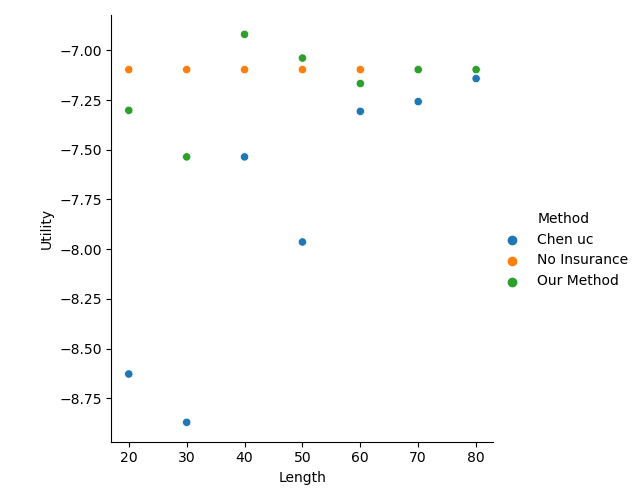 −7.00
−7.25
−7.50
−7.75
−8.00
−8.25
−8.50
−8.75
Utility
20 30 40 50 60 70 80
Length
Method
Chen uc
No Insurance
Our Method